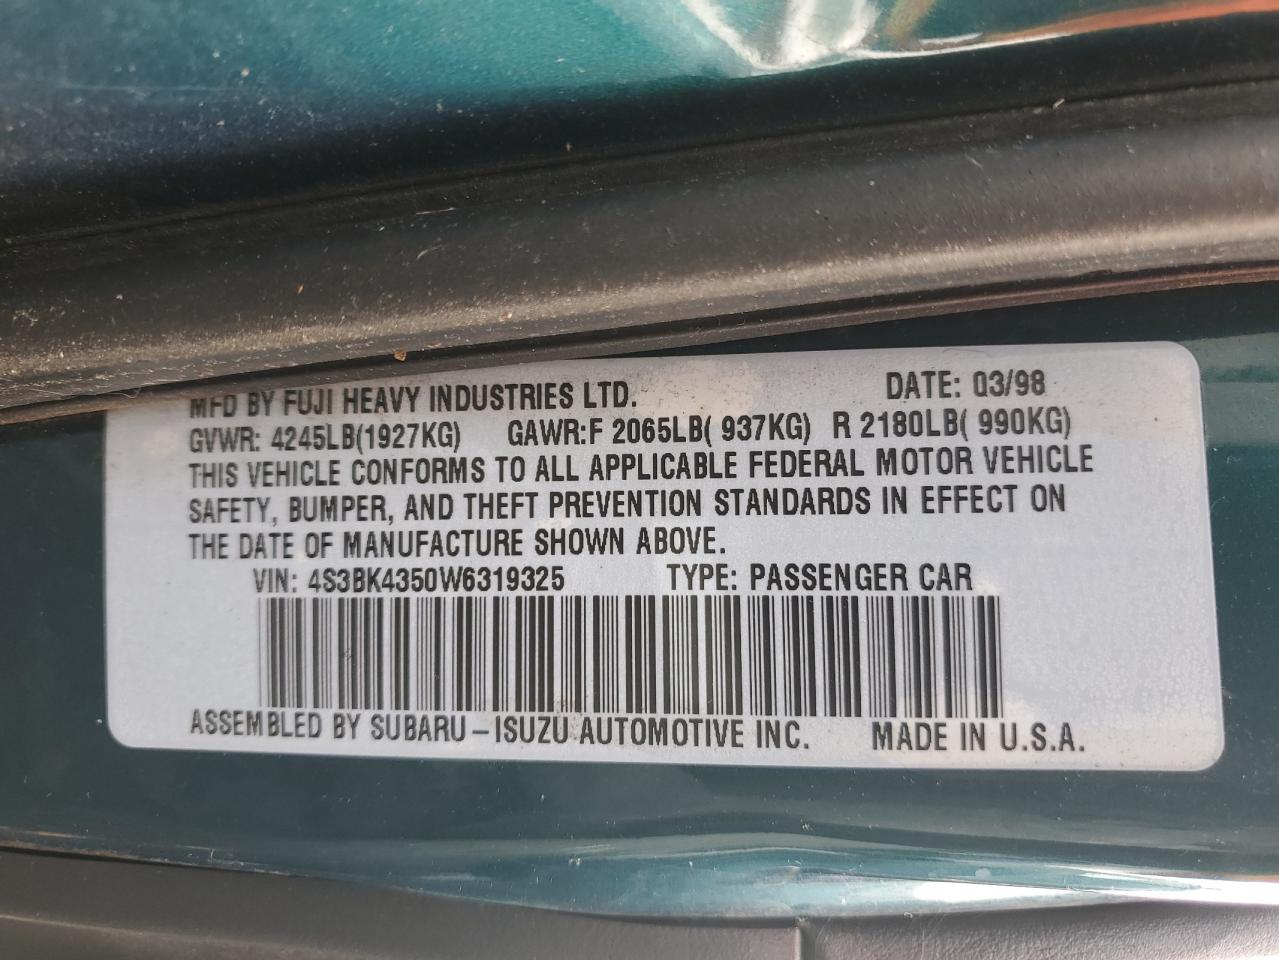 MFD BY FUJI HEAVY INDUSTRIES LTD. DATE: 03/98
GVWR: 4245LB(1927KG) GAWR:F 2065LB( 937KG) R 2180LB( 990KG)
THIS VEHICLE CONFORMS TO ALL APPLICABLE FEDERAL MOTOR VEHICLE
SAFETY, BUMPER, AND THEFT PREVENTION STANDARDS IN EFFECT ON
THE DATE OF MANUFACTURE SHOWN ABOVE.
VIN: 4S3BK4350W6319325 TYPE: PASSENGER CAR
ASSEMBLED BY SUBARU-ISUZU AUTOMOTIVE INC. MADE IN U.S.A.